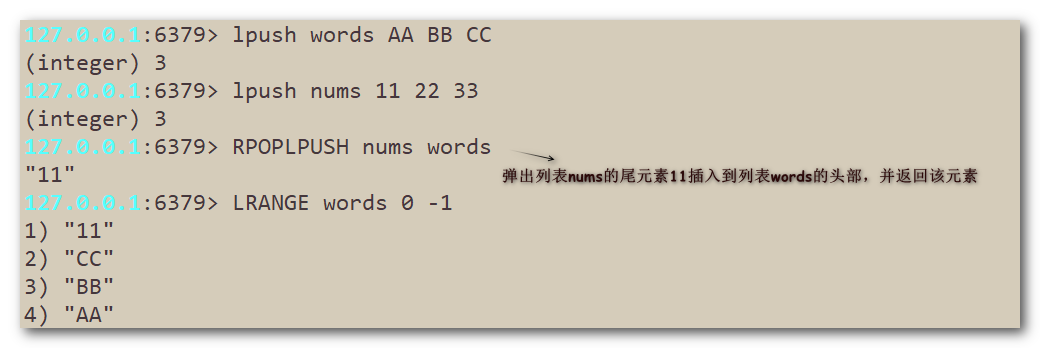 127.0.0.1:6379> lpush words AA BB CC
(integer) 3
127.0.0.1:6379> lpush nums 11 22 33
(integer) 3
127.0.0.1:6379> RPOPLPUSH nums words
"11"
弹出列表nums的尾元素11插入到列表words的头部，并返回该元素
127.0.0.1:6379> LRANGE words 0 -1
1) "11"
2) "CC"
3) "BB"
4) "AA"